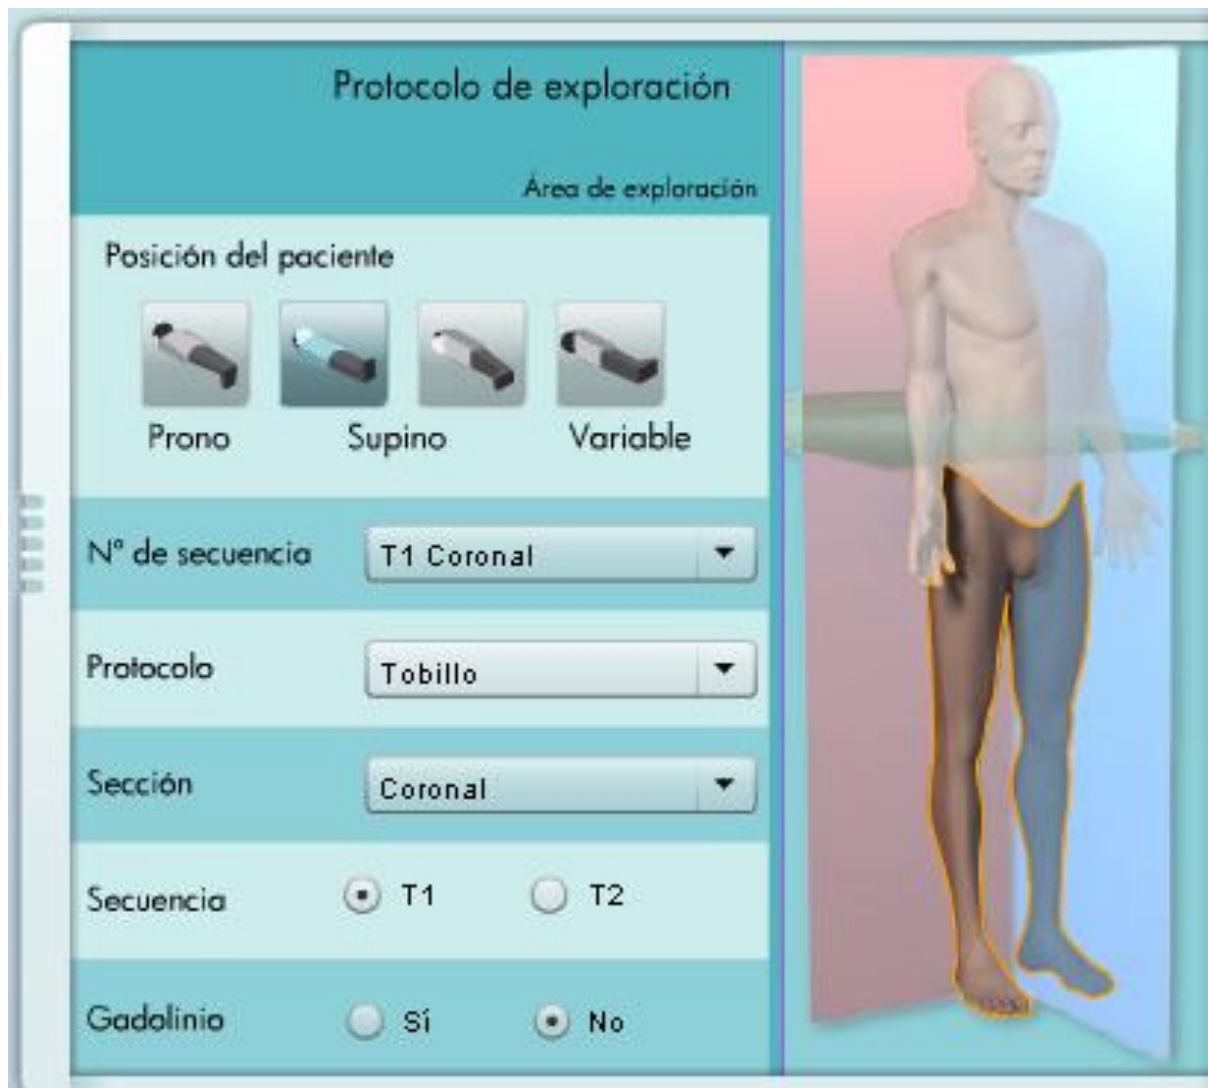 Protocolo de exploración
Área de exploración
Posición del paciente
Prono Supino Variable
N° de secuencia T1 Coronal
Protocolo Tobillo
Sección Coronal
Secuencia T1 T2
Gadolinio Sí No